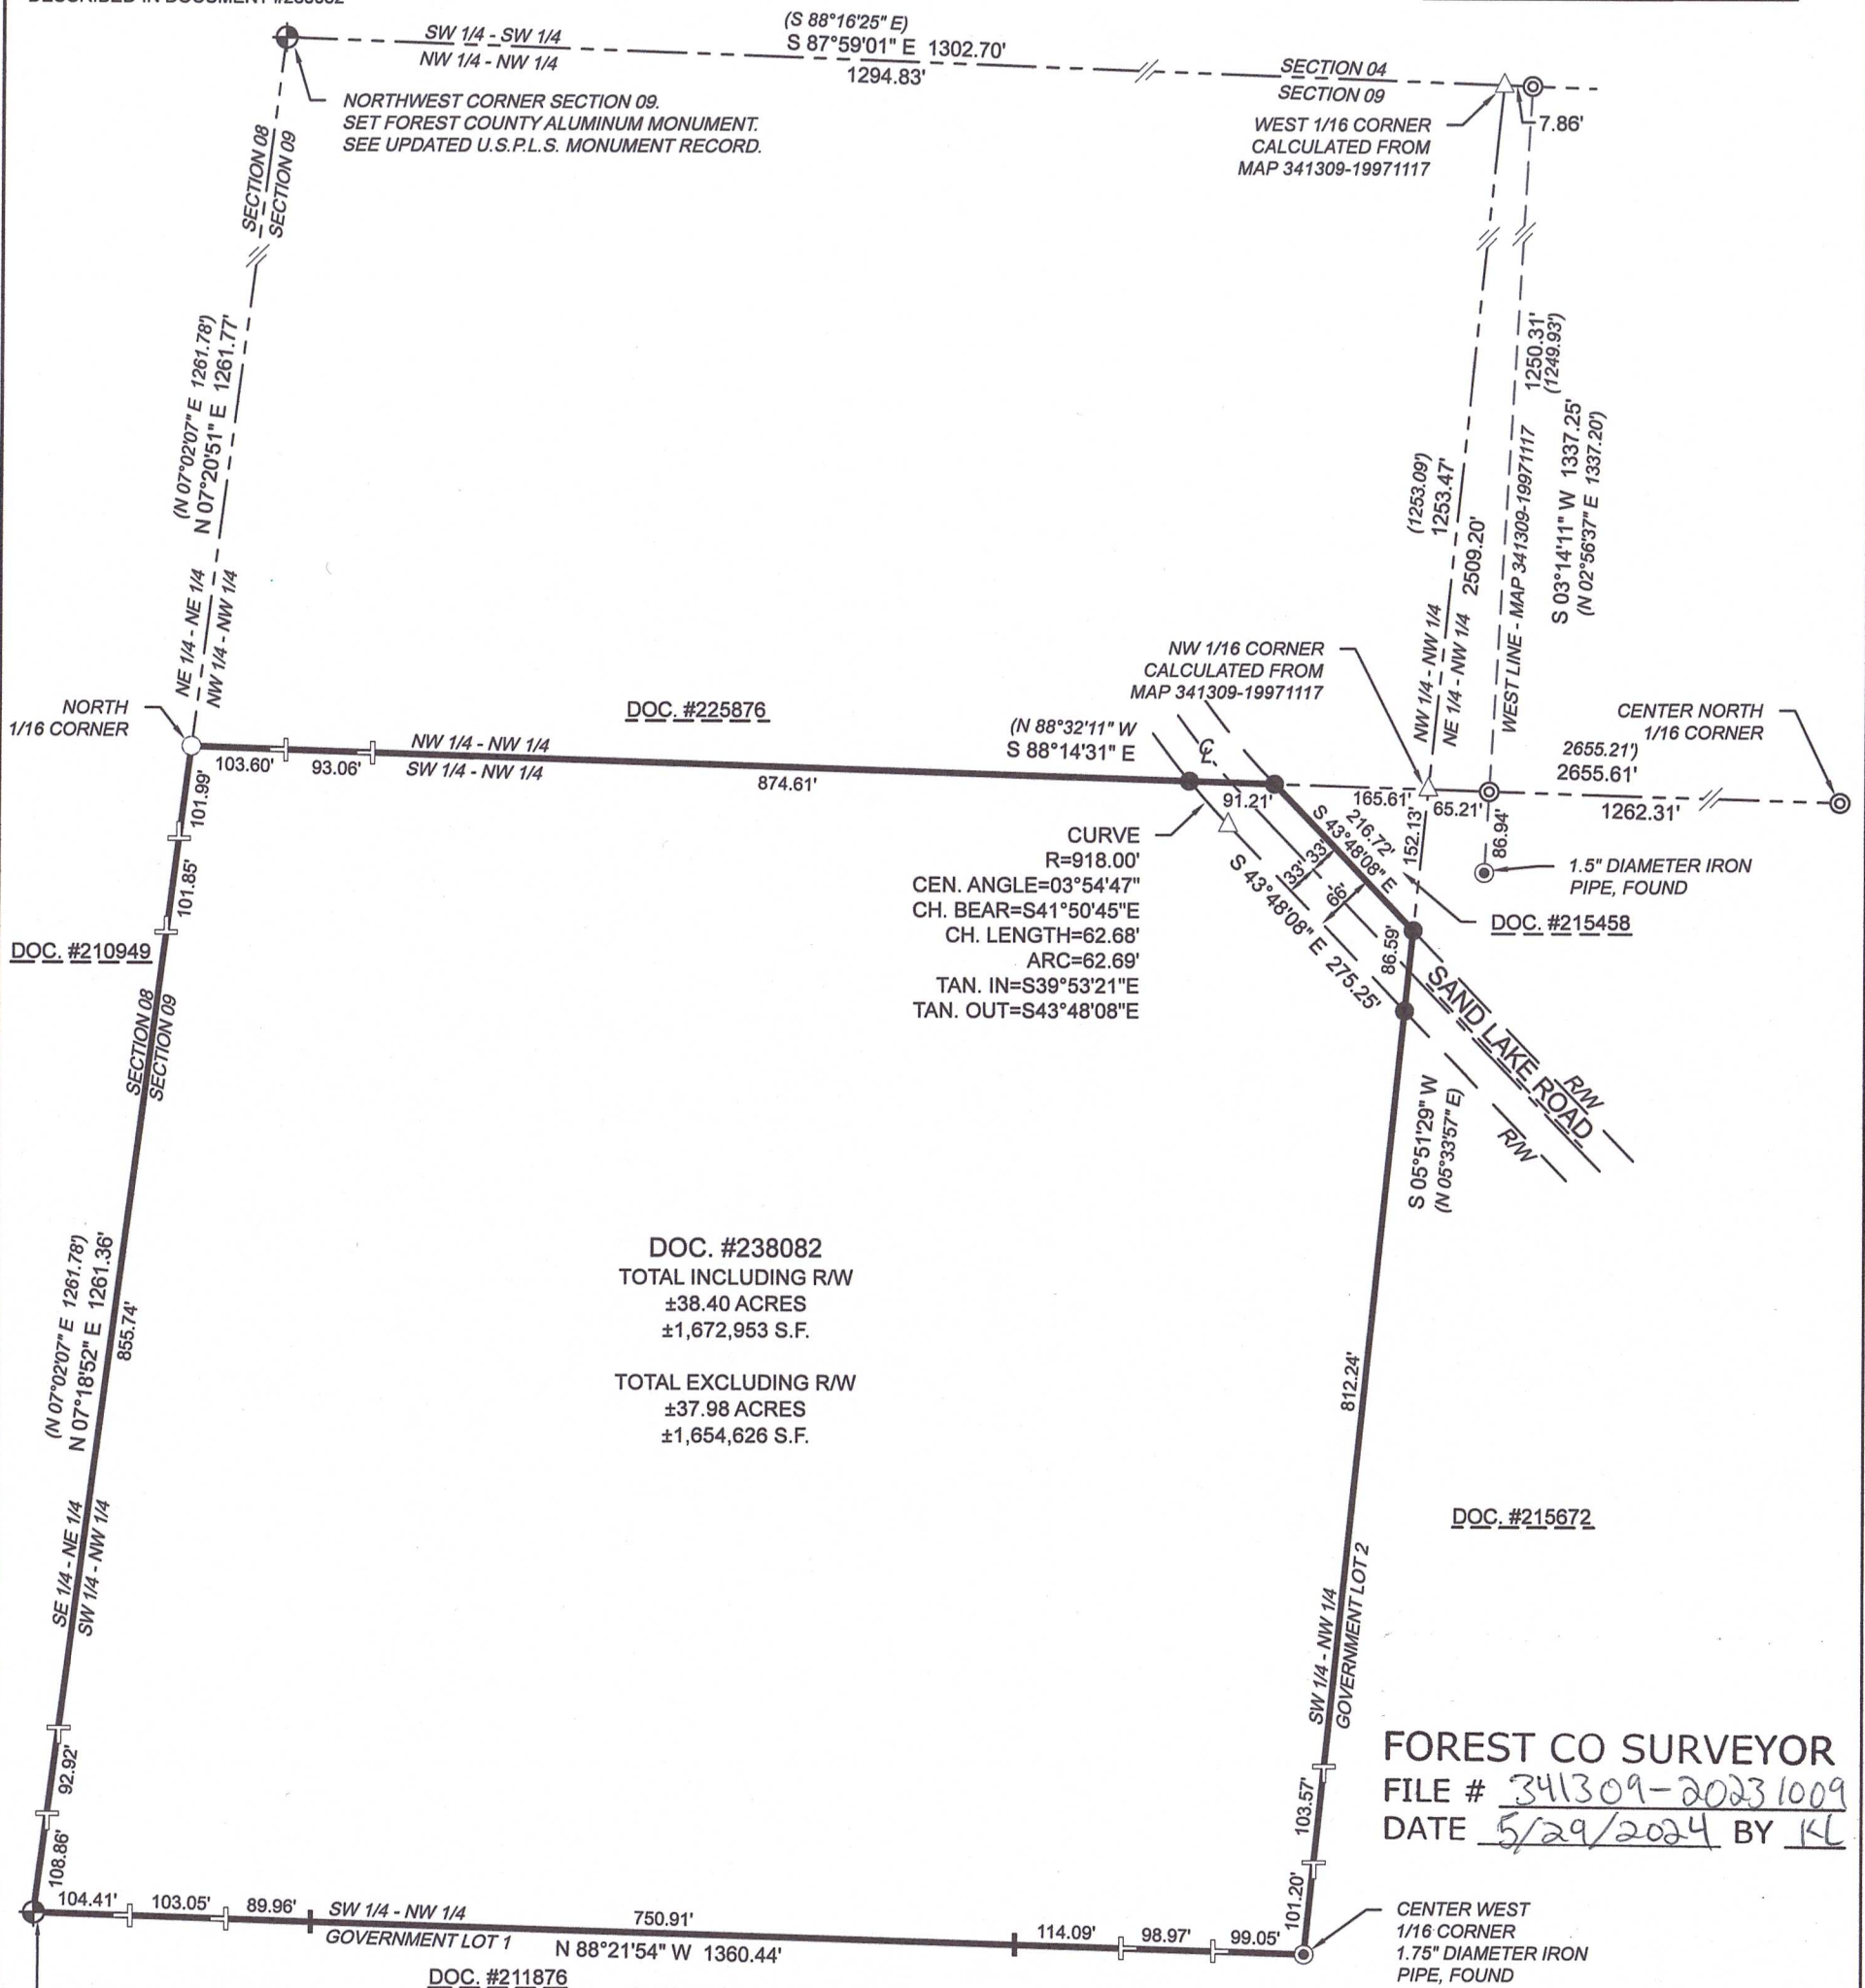 (S 88°16'25" E)
SW 1/4 - SW 1/4
S 87°59'01" E 1302.70'
NW 1/4 - NW 1/4
1294.83'
SECTION 04
SECTION 09
NORTHWEST CORNER SECTION 09.
SET FOREST COUNTY ALUMINUM MONUMENT.
SEE UPDATED U.S.P.L.S. MONUMENT RECORD.
WEST 1/16 CORNER
CALCULATED FROM
MAP 341309-19971117
7.86'
SECTION 08
SECTION 09
(N 07°02'07" E 1261.78')
N 07°20'51" E 1261.77'
NE 1/4 - NE 1/4
NW 1/4 - NW 1/4
(1253.09')
1253.47'
2509.20'
NW 1/4 - NW 1/4
NE 1/4 - NW 1/4
WEST LINE - MAP 341309-19971117
1250.31'
(1249.93')
S 03°14'11" W 1337.25'
(N 02°56'37" E 1337.20')
NORTH
1/16 CORNER
DOC. #225876
NW 1/16 CORNER
CALCULATED FROM
MAP 341309-19971117
CENTER NORTH
1/16 CORNER
(N 88°32'11" W
2655.21')
S 88°14'31" E
2655.61'
NW 1/4 - NW 1/4
SW 1/4 - NW 1/4
103.60'
93.06'
874.61'
91.21'
165.61'
65.21'
1262.31'
CL
101.99'
101.85'
DOC. #210949
SECTION 08
SECTION 09
CURVE
R=918.00'
CEN. ANGLE=03°54'47"
CH. BEAR=S41°50'45"E
CH. LENGTH=62.68'
ARC=62.69'
TAN. IN=S39°53'21"E
TAN. OUT=S43°48'08"E
216.72'
S 43°48'08" E
33'
33'
66'
S 43°48'08" E 275.25'
152.13'
86.94'
86.59'
1.5" DIAMETER IRON
PIPE, FOUND
DOC. #215458
SAND LAKE ROAD
R/W
R/W
S 05°51'29" W
(N 05°33'57" E)
DOC. #238082
TOTAL INCLUDING R/W
±38.40 ACRES
±1,672,953 S.F.
TOTAL EXCLUDING R/W
±37.98 ACRES
±1,654,626 S.F.
(N 07°02'07" E 1261.78')
N 07°18'52" E 1261.36'
855.74'
812.24'
SE 1/4 - NE 1/4
SW 1/4 - NW 1/4
DOC. #215672
SW 1/4 - NW 1/4
GOVERNMENT LOT 2
92.92'
108.86'
103.57'
101.20'
FOREST CO SURVEYOR
FILE # 341309-20231009
DATE 5/29/2024 BY KL
104.41'
103.05'
89.96'
SW 1/4 - NW 1/4
GOVERNMENT LOT 1
750.91'
N 88°21'54" W 1360.44'
114.09'
98.97'
99.05'
DOC. #211876
CENTER WEST
1/16 CORNER
1.75" DIAMETER IRON
PIPE, FOUND